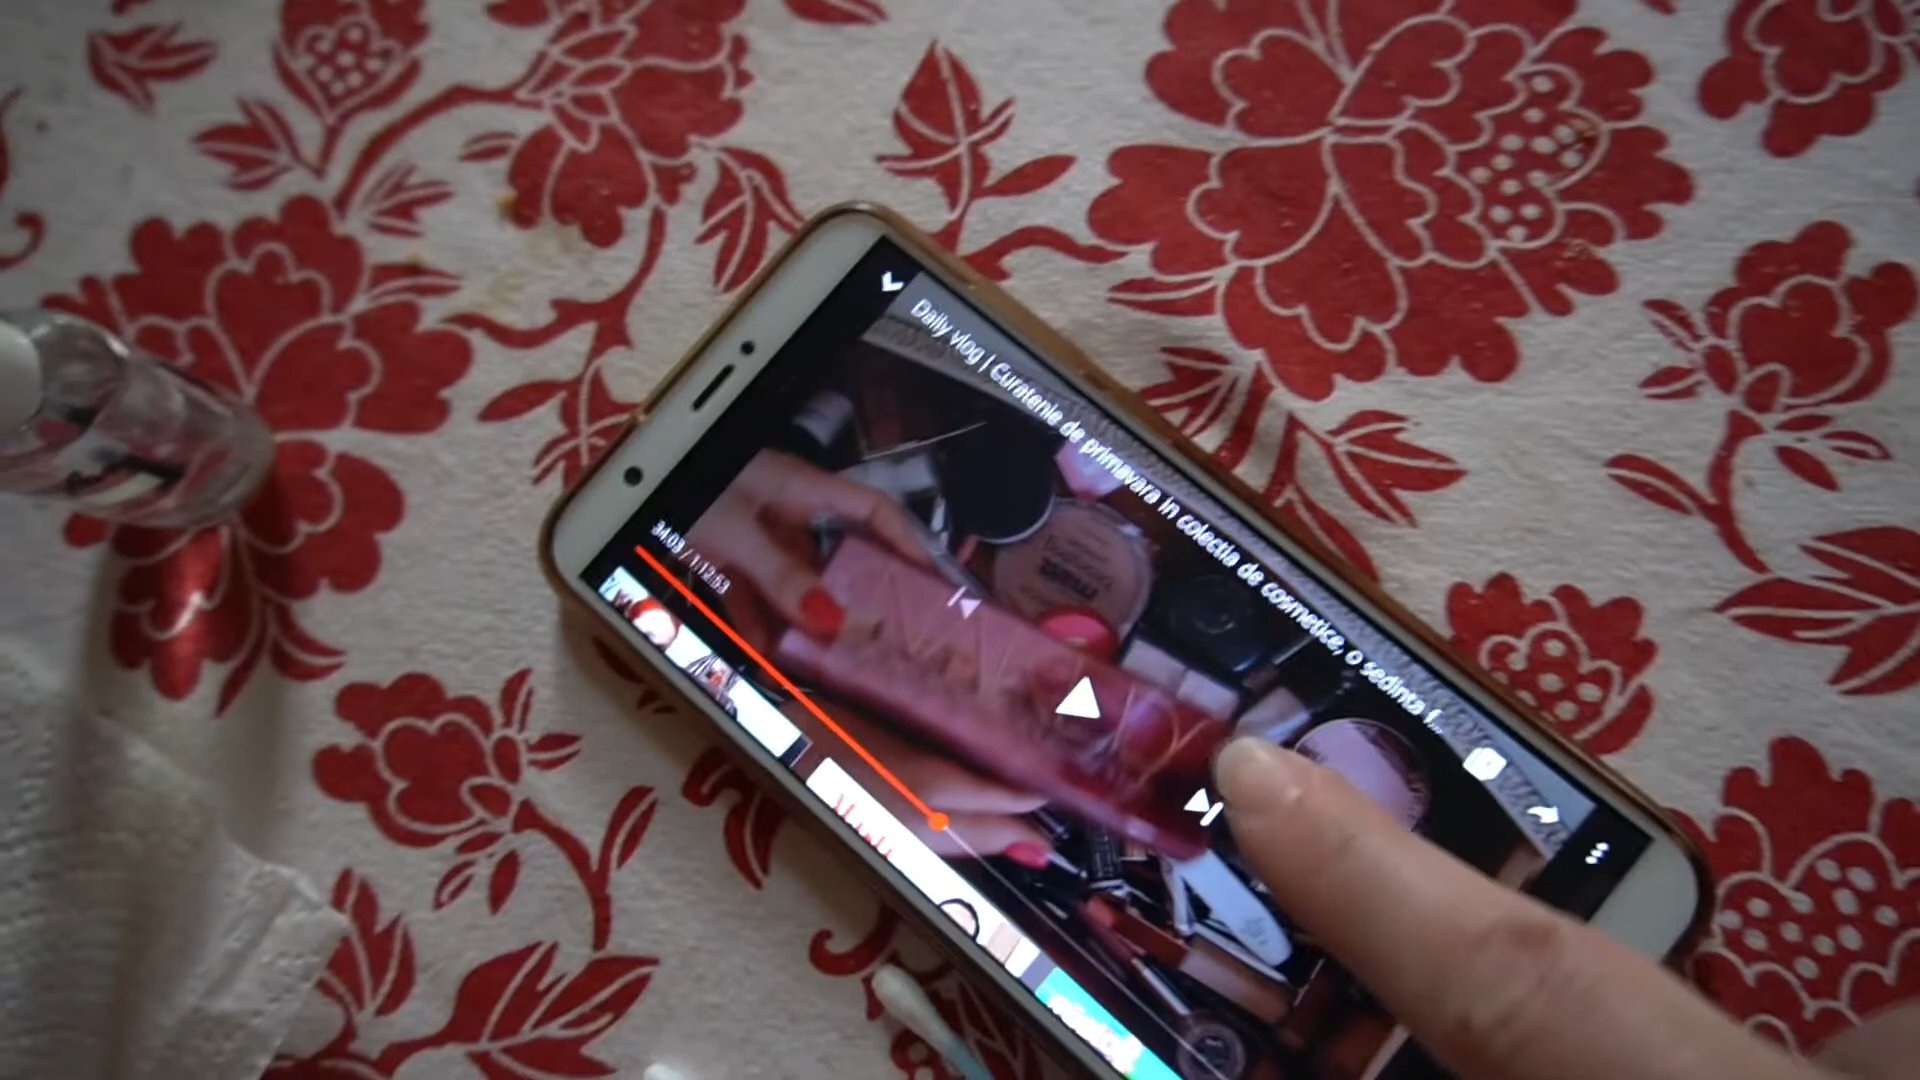 Daily vlog | Curatenie de primavara in colectia de cosmetice, o sedinta f...
34:03 / 1:12:53